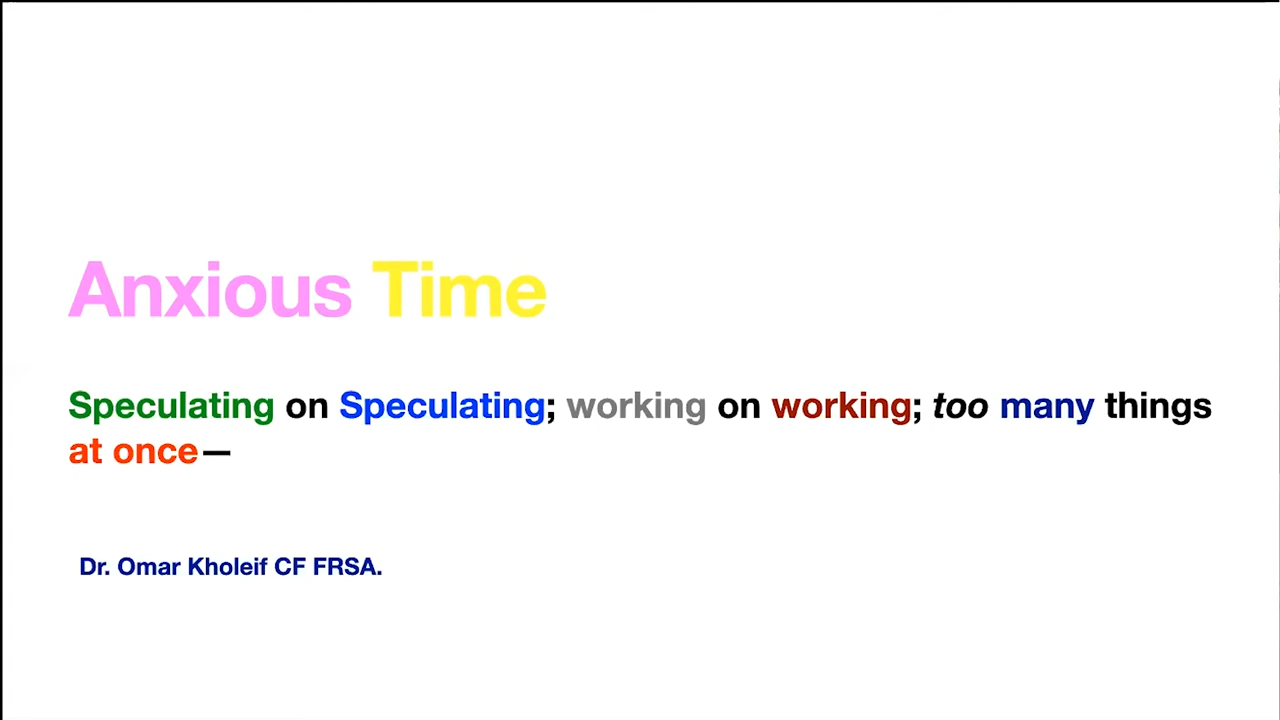 Anxious Time
Speculating on Speculating; working on working; too many things
at once—
Dr. Omar Kholeif CF FRSA.